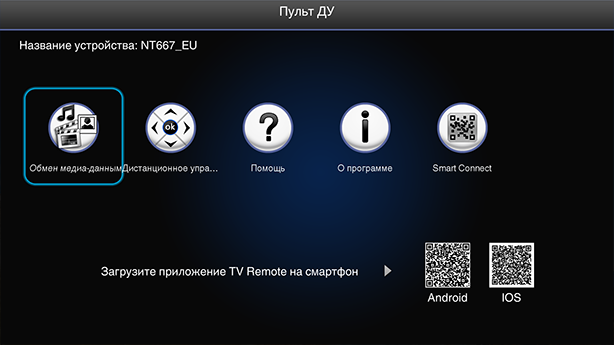 Пульт ДУ
Название устройства: NT667_EU
ok
Обмен медиа-данным
Дистанционное упра...
Помощь
О программе
Smart Connect
Загрузите приложение TV Remote на смартфон
Android
IOS